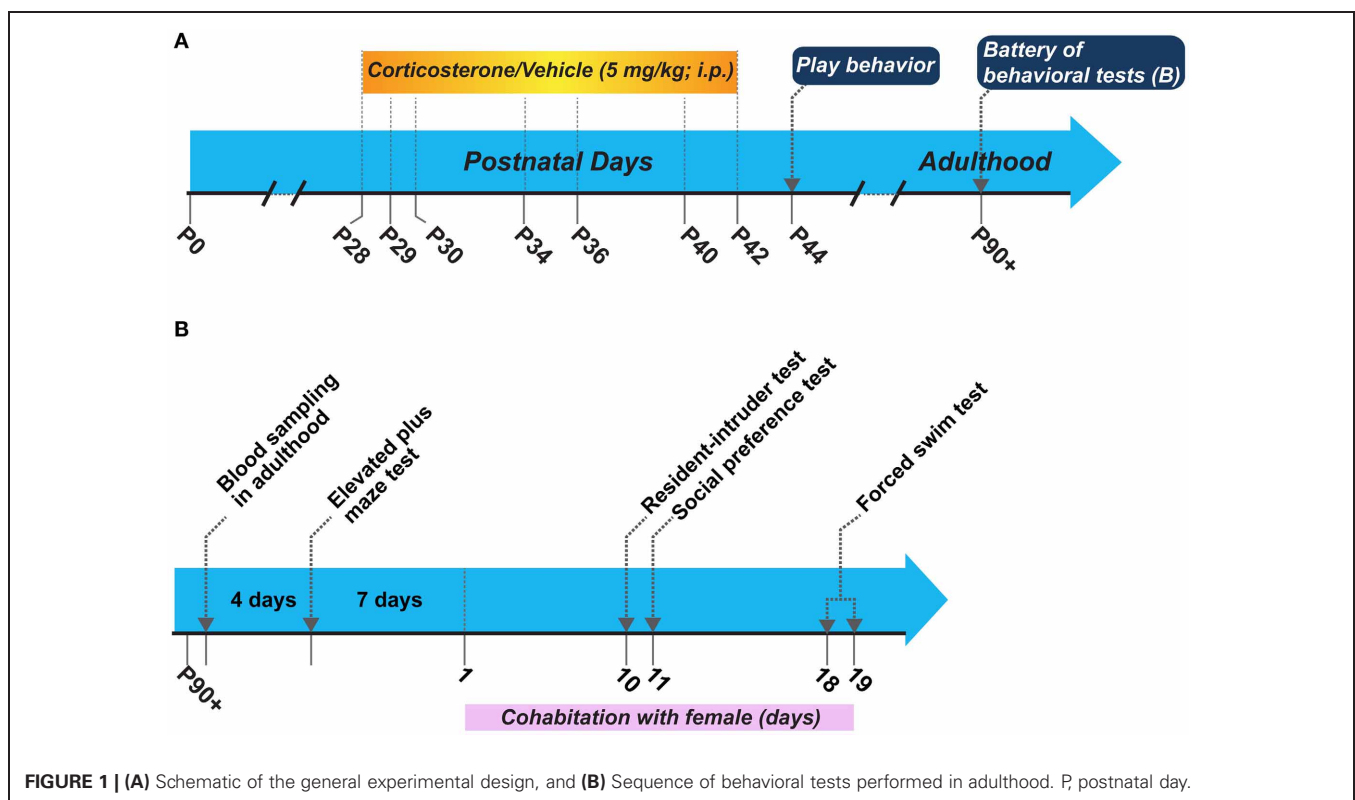 A
Corticosterone/Vehicle (5 mg/kg; i.p.)
Play behavior
Battery of
behavioral tests (B)
Postnatal Days
Adulthood
P0
P28
P29
P30
P34
P36
P40
P42
P44
P90+
B
Blood sampling
in adulthood
Elevated plus
maze test
Resident-intruder test
Social preference test
Forced swim test
4 days
7 days
P90+
1
10
11
18
19
Cohabitation with female (days)
FIGURE 1 | (A) Schematic of the general experimental design, and (B) Sequence of behavioral tests performed in adulthood. P, postnatal day.